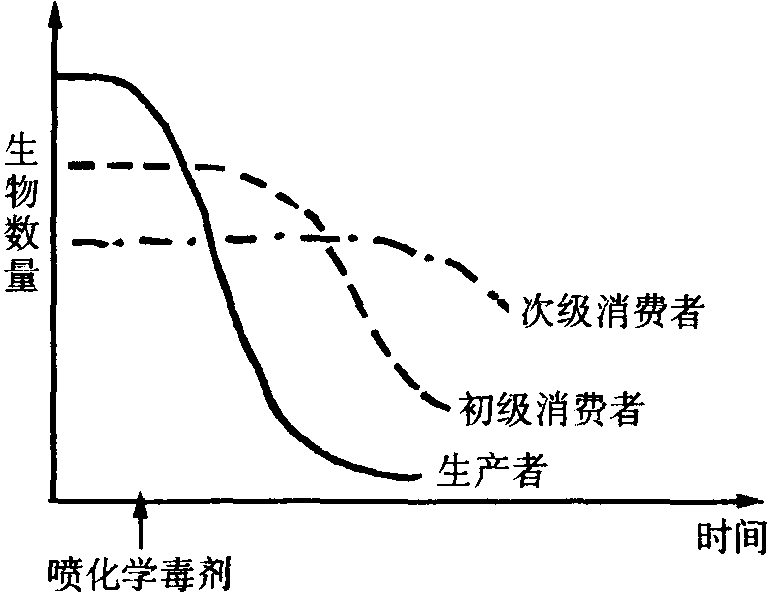 生物数量
次级消费者
初级消费者
生产者
时间
喷化学毒剂